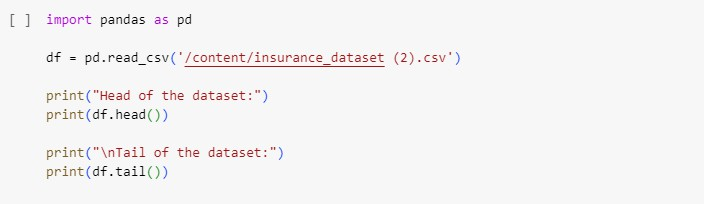 [ ] import pandas as pd
df = pd.read_csv('/content/insurance_dataset (2).csv')
print("Head of the dataset:")
print(df.head())
print("\nTail of the dataset:")
print(df.tail())